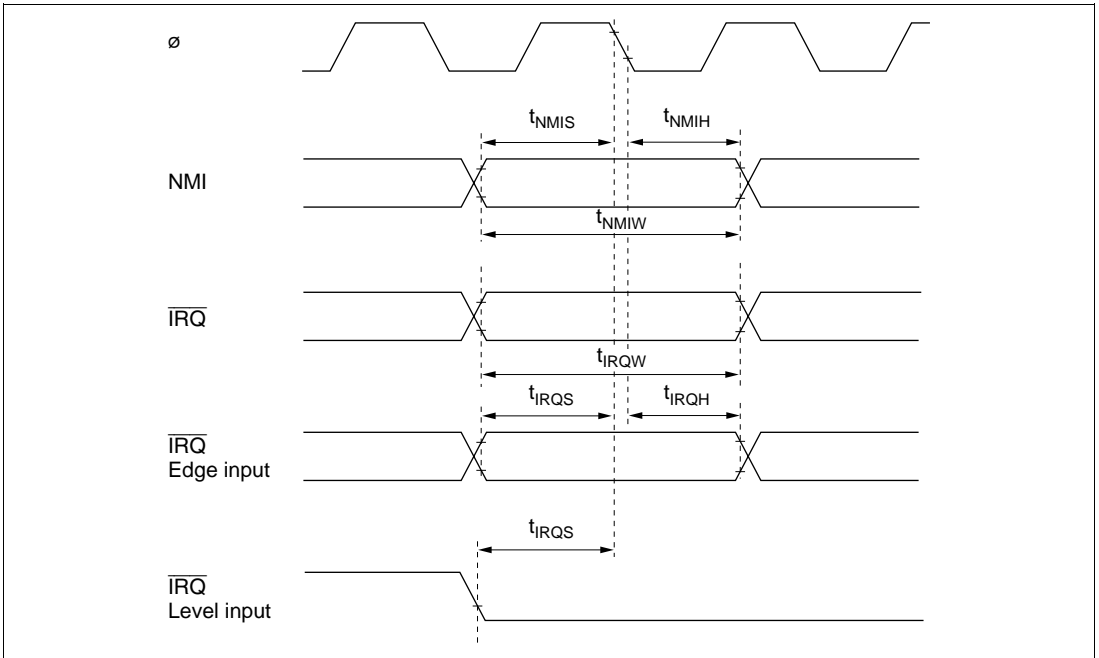 ø
tNMIS
tNMIH
NMI
tNMIW
IRQ
tIRQW
tIRQS
tIRQH
IRQ
Edge input
tIRQS
IRQ
Level input